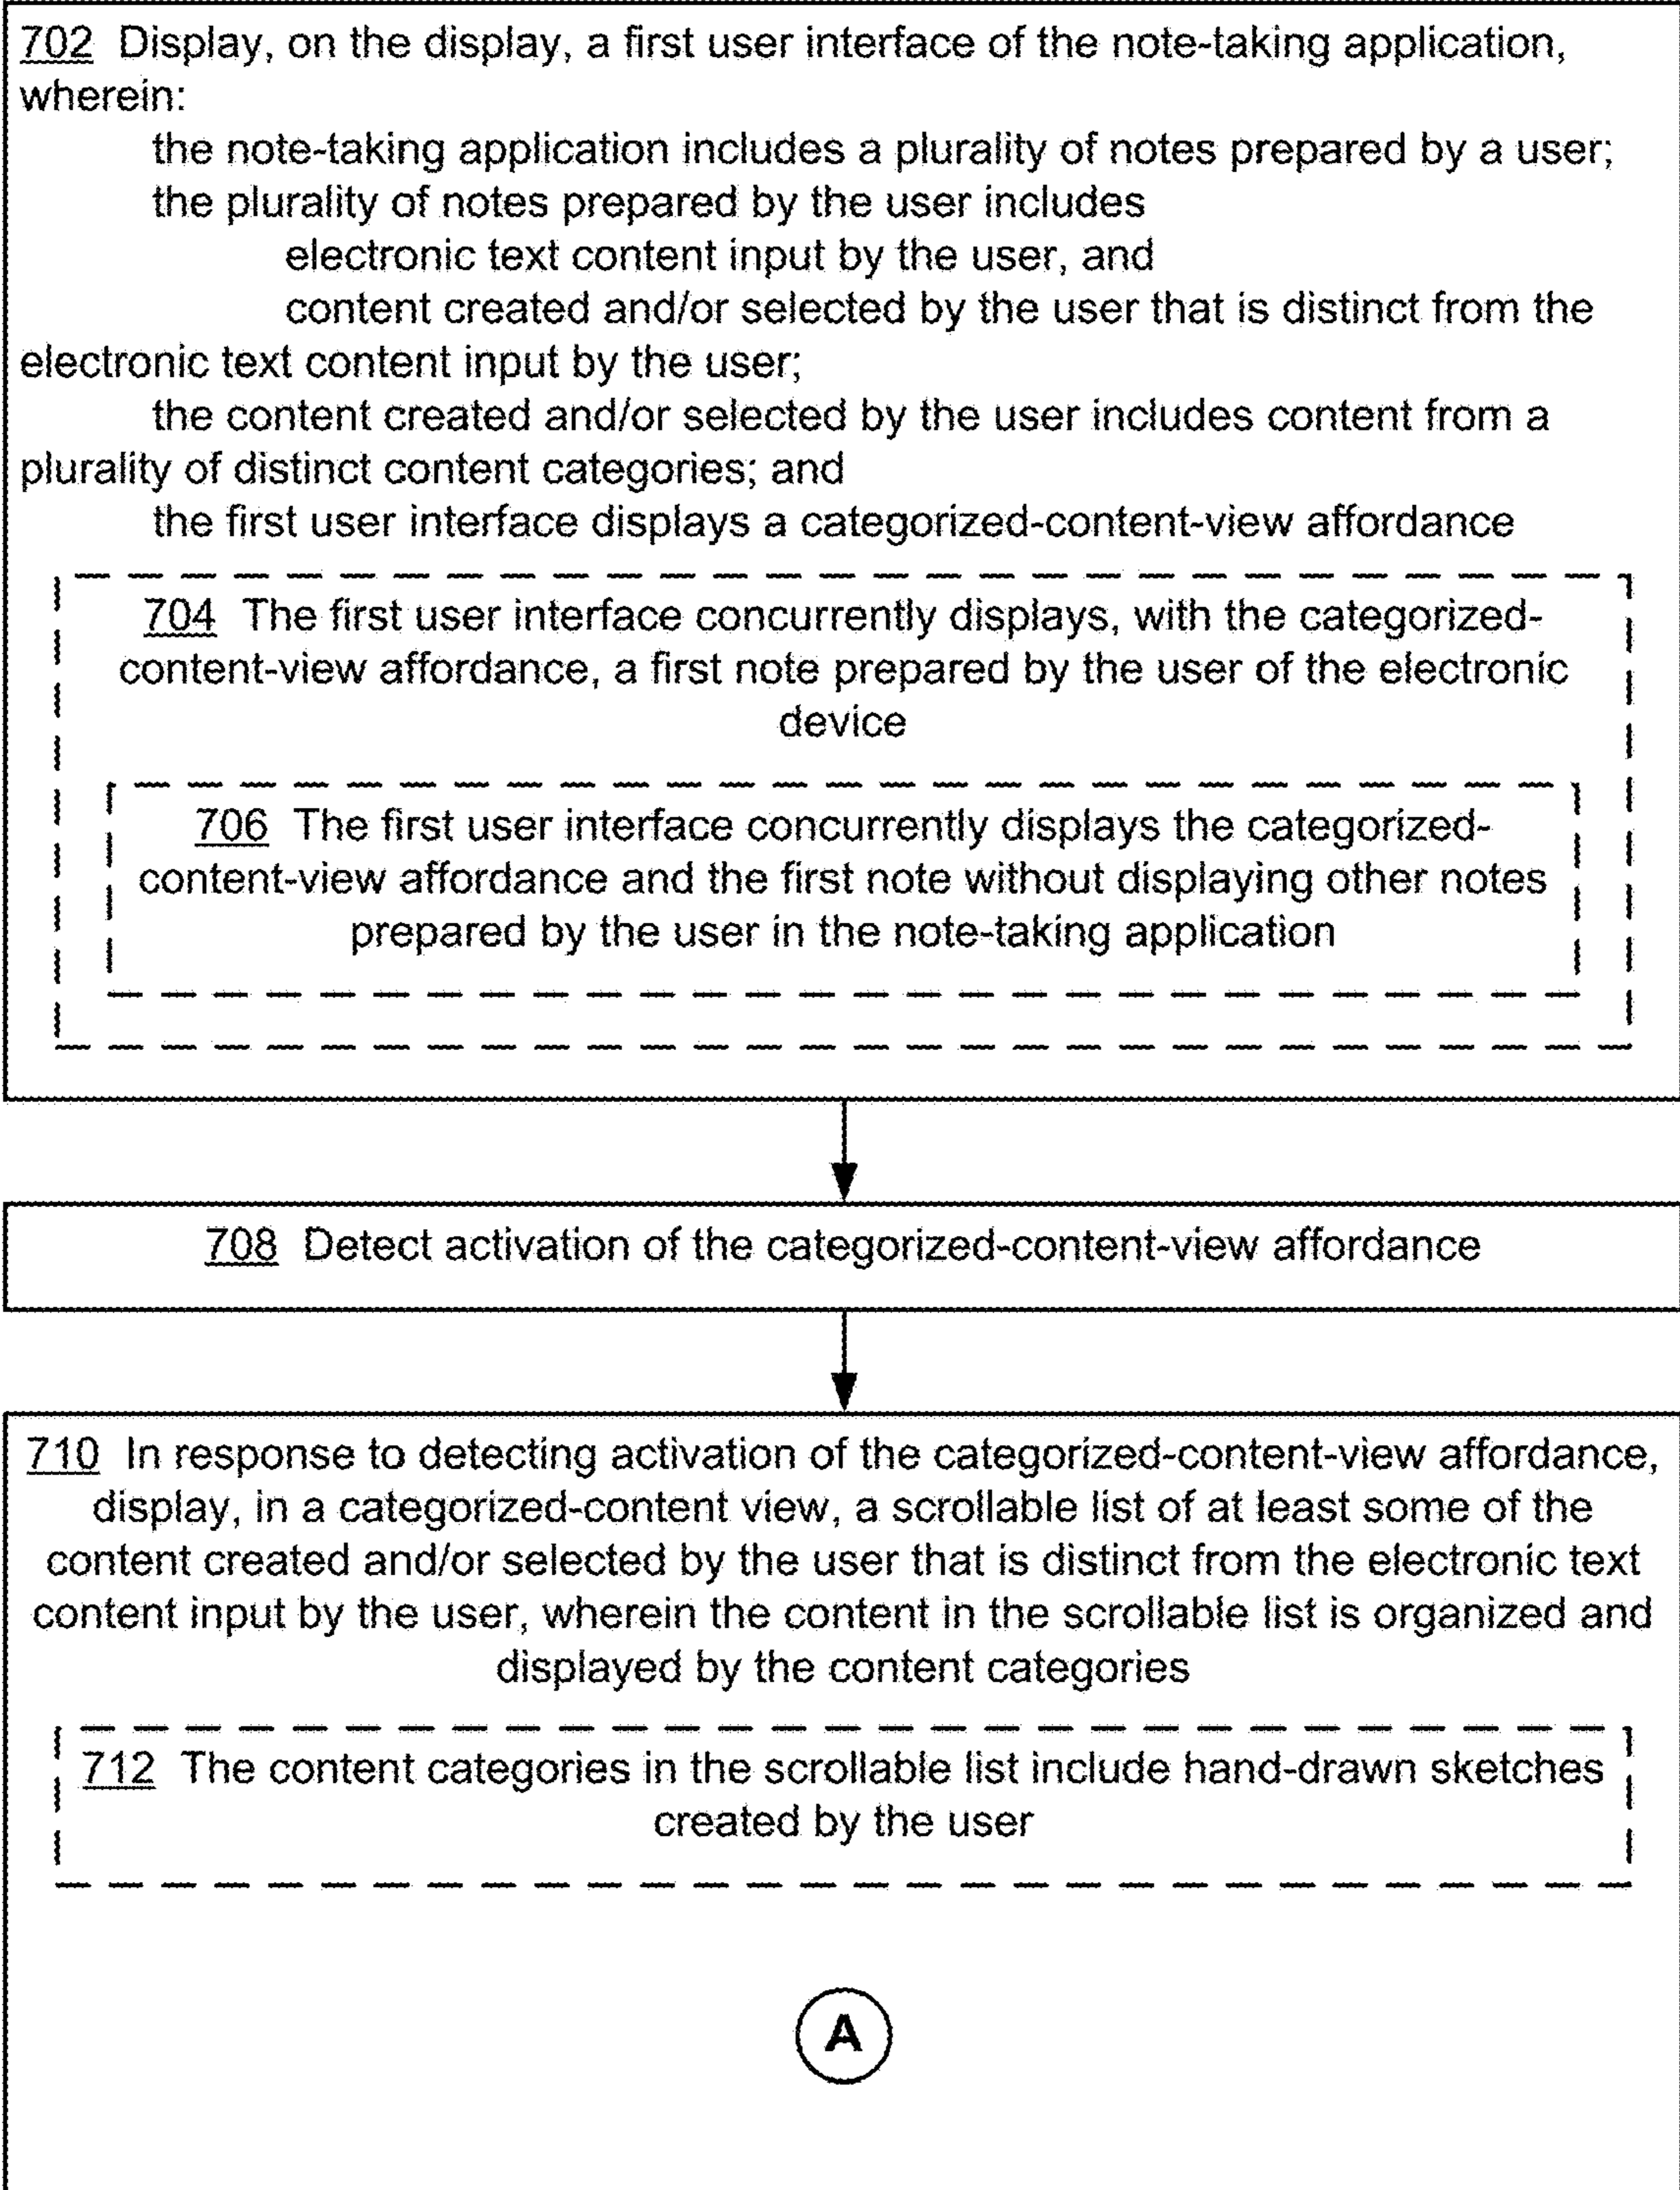 702 Display, on the display, a first user interface of the note-taking application,
wherein:
the note-taking application includes a plurality of notes prepared by a user;
the plurality of notes prepared by the user includes
electronic text content input by the user, and
content created and/or selected by the user that is distinct from the
electronic text content input by the user;
the content created and/or selected by the user includes content from a
plurality of distinct content categories; and
the first user interface displays a categorized-content-view affordance
704 The first user interface concurrently displays, with the categorized-
content-view affordance, a first note prepared by the user of the electronic
device
706 The first user interface concurrently displays the categorized-
content-view affordance and the first note without displaying other notes
prepared by the user in the note-taking application
708 Detect activation of the categorized-content-view affordance
710 In response to detecting activation of the categorized-content-view affordance,
display, in a categorized-content view, a scrollable list of at least some of the
content created and/or selected by the user that is distinct from the electronic text
content input by the user, wherein the content in the scrollable list is organized and
displayed by the content categories
712 The content categories in the scrollable list include hand-drawn sketches
created by the user
A